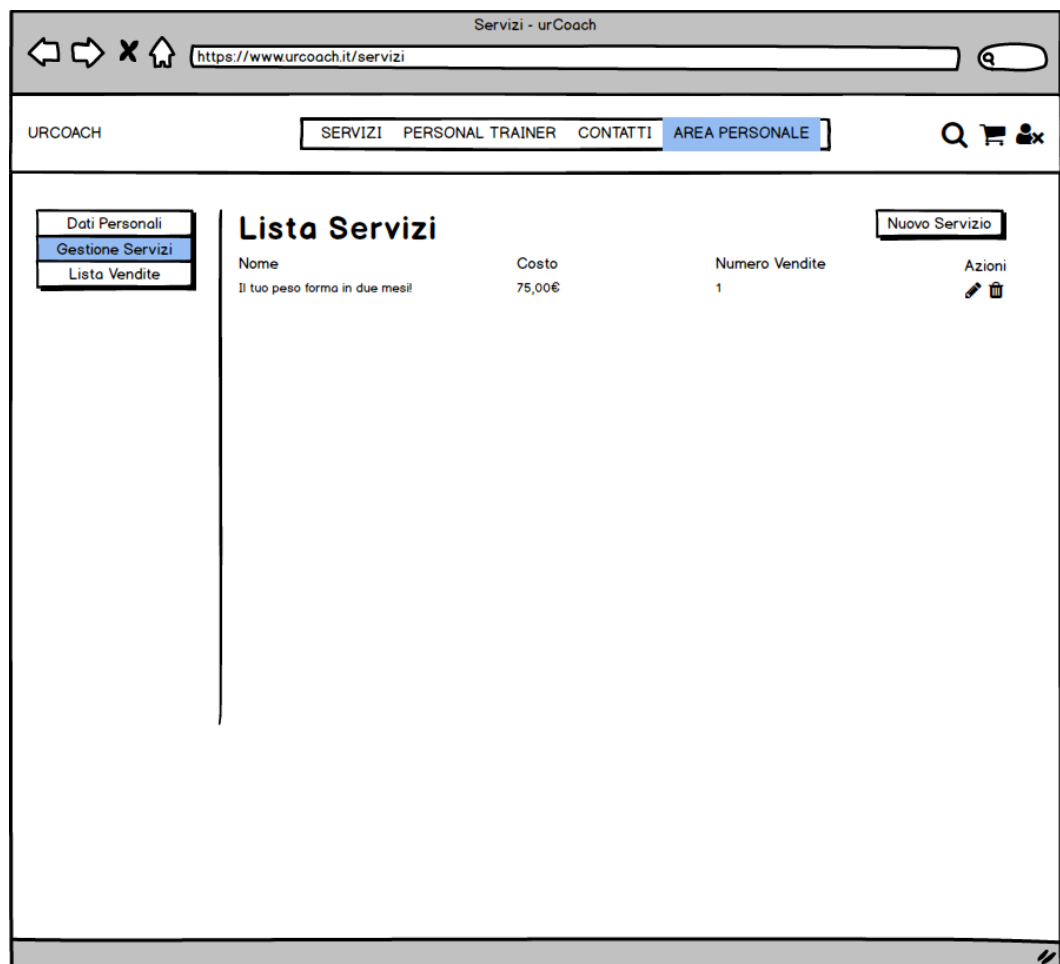 Servizi - urCoach
https://www.urcoach.it/servizi
URCOACH
SERVIZI PERSONAL TRAINER CONTATTI AREA PERSONALE
Dati Personali
Gestione Servizi
Lista Vendite
Lista Servizi
Nuovo Servizio
Nome Costo Numero Vendite Azioni
Il tuo peso forma in due mesi! 75,00€ 1